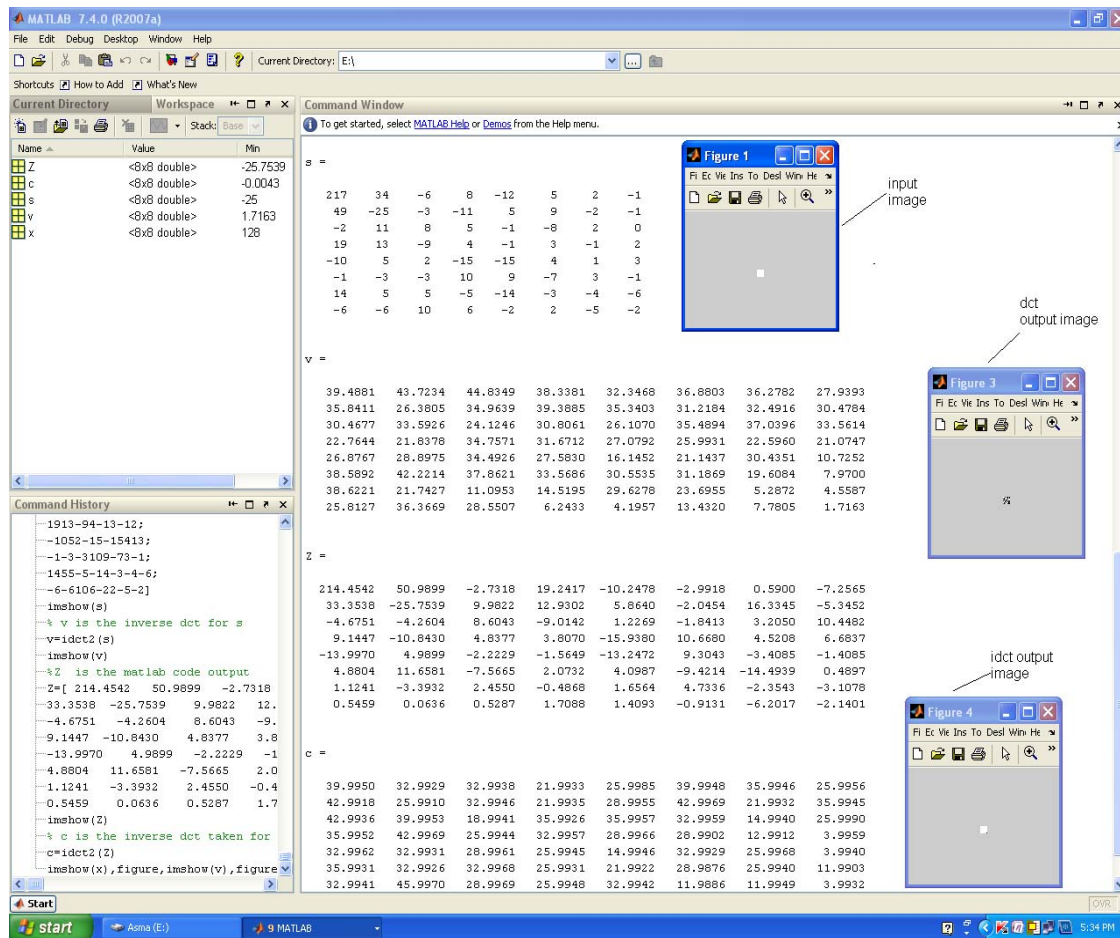 MATLAB 7.4.0 (R2007a)
File Edit Debug Desktop Window Help
Current Directory: E:\
Shortcuts How to Add What's New
Current Directory Workspace
Stack: Base
Name Value Min
Z <8x8 double> -25.7539
c <8x8 double> -0.0043
s <8x8 double> -25
v <8x8 double> 1.7163
x <8x8 double> 128
Command History
1913-94-13-12;
-1052-15-15413;
-1-3-3109-73-1;
1455-5-14-3-4-6;
-6-6106-22-5-2]
imshow(s)
% v is the inverse dct for s
v=idct2(s)
imshow(v)
%Z is the matlab code output
Z=[ 214.4542 50.9899 -2.7318
33.3538 -25.7539 9.9822 12.
-4.6751 -4.2604 8.6043 -9.
9.1447 -10.8430 4.8377 3.8
-13.9970 4.9899 -2.2229 -1
4.8804 11.6581 -7.5665 2.0
1.1241 -3.3932 2.4550 -0.4
0.5459 0.0636 0.5287 1.7
imshow(Z)
% c is the inverse dct taken for
c=idct2(Z)
imshow(x),figure,imshow(v),figure
Command Window
To get started, select MATLAB Help or Demos from the Help menu.
s =
217 34 -6 8 -12 5 2 -1
49 -25 -3 -11 5 9 -2 -1
-2 11 8 5 -1 -8 2 0
19 13 -9 4 -1 3 -1 2
-10 5 2 -15 -15 4 1 3
-1 -3 -3 10 9 -7 3 -1
14 5 5 -5 -14 -3 -4 -6
-6 -6 10 6 -2 2 -5 -2
v =
39.4881 43.7234 44.8349 38.3381 32.3468 36.8803 36.2782 27.9393
35.8411 26.3805 34.9639 39.3885 35.3403 31.2184 32.4916 30.4784
30.4677 33.5926 24.1246 30.8061 26.1070 35.4894 37.0396 33.5614
22.7644 21.8378 34.7571 31.6712 27.0792 25.9931 22.5960 21.0747
26.8767 28.8975 34.4926 27.5830 16.1452 21.1437 30.4351 10.7252
38.5892 42.2214 37.8621 33.5686 30.5535 31.1869 19.6084 7.9700
38.6221 21.7427 11.0953 14.5195 29.6278 23.6955 5.2872 4.5587
25.8127 36.3669 28.5507 6.2433 4.1957 13.4320 7.7805 1.7163
Z =
214.4542 50.9899 -2.7318 19.2417 -10.2478 -2.9918 0.5900 -7.2565
33.3538 -25.7539 9.9822 12.9302 5.8640 -2.0454 16.3345 -5.3452
-4.6751 -4.2604 8.6043 -9.0142 1.2269 -1.8413 3.2050 10.4482
9.1447 -10.8430 4.8377 3.8070 -15.9380 10.6680 4.5208 6.6837
-13.9970 4.9899 -2.2229 -1.5649 -13.2472 9.3043 -3.4085 -1.4085
4.8804 11.6581 -7.5665 2.0732 4.0987 -9.4214 -14.4939 0.4897
1.1241 -3.3932 2.4550 -0.4868 1.6564 4.7336 -2.3543 -3.1078
0.5459 0.0636 0.5287 1.7088 1.4093 -0.9131 -6.2017 -2.1401
c =
39.9950 32.9929 32.9938 21.9933 25.9985 39.9948 35.9946 25.9956
42.9918 25.9910 32.9946 21.9935 28.9955 42.9969 21.9932 35.9945
42.9936 39.9953 18.9941 35.9926 35.9957 32.9959 14.9940 25.9990
35.9952 42.9969 25.9944 32.9957 28.9966 28.9902 12.9912 3.9959
32.9962 32.9931 28.9961 25.9945 14.9946 32.9929 25.9968 3.9940
35.9931 32.9926 32.9968 25.9931 21.9922 28.9876 25.9940 11.9903
32.9941 45.9970 28.9969 25.9948 32.9942 11.9886 11.9949 3.9932
Figure 1
Fi Ec Vie Ins To Desl Win He
input
image
dct
output image
Figure 3
Fi Ec Vie Ins To Desl Win He
idct output
image
Figure 4
Fi Ec Vie Ins To Desl Win He
Start
OVR
start Asma (E:) 9 MATLAB 5:34 PM